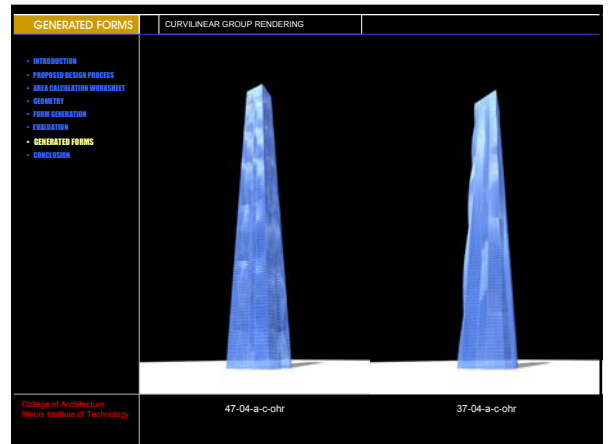 GENERATED FORMS
CURVILINEAR GROUP RENDERING
• INTRODUCTION
• PROPOSED DESIGN PROCESS
• AREA CALCULATION WORKSHEET
• GEOMETRY
• FORM GENERATION
• EVALUATION
• GENERATED FORMS
• CONCLUSION
College of Architecture
Illinois Institute of Technology
47-04-a-c-ohr
37-04-a-c-ohr